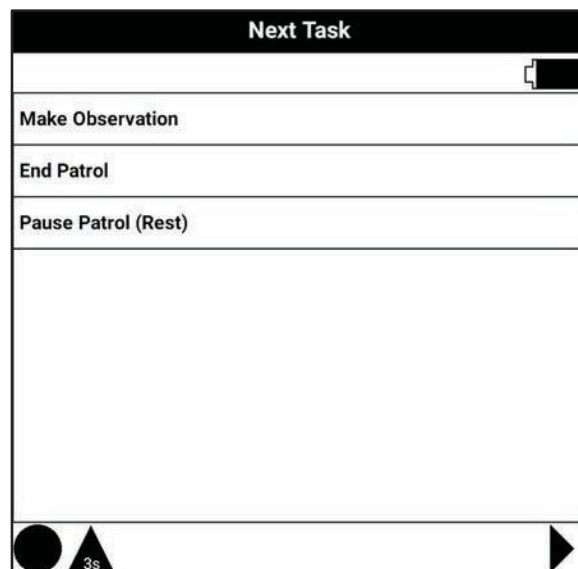 Next Task
Make Observation
End Patrol
Pause Patrol (Rest)
3s